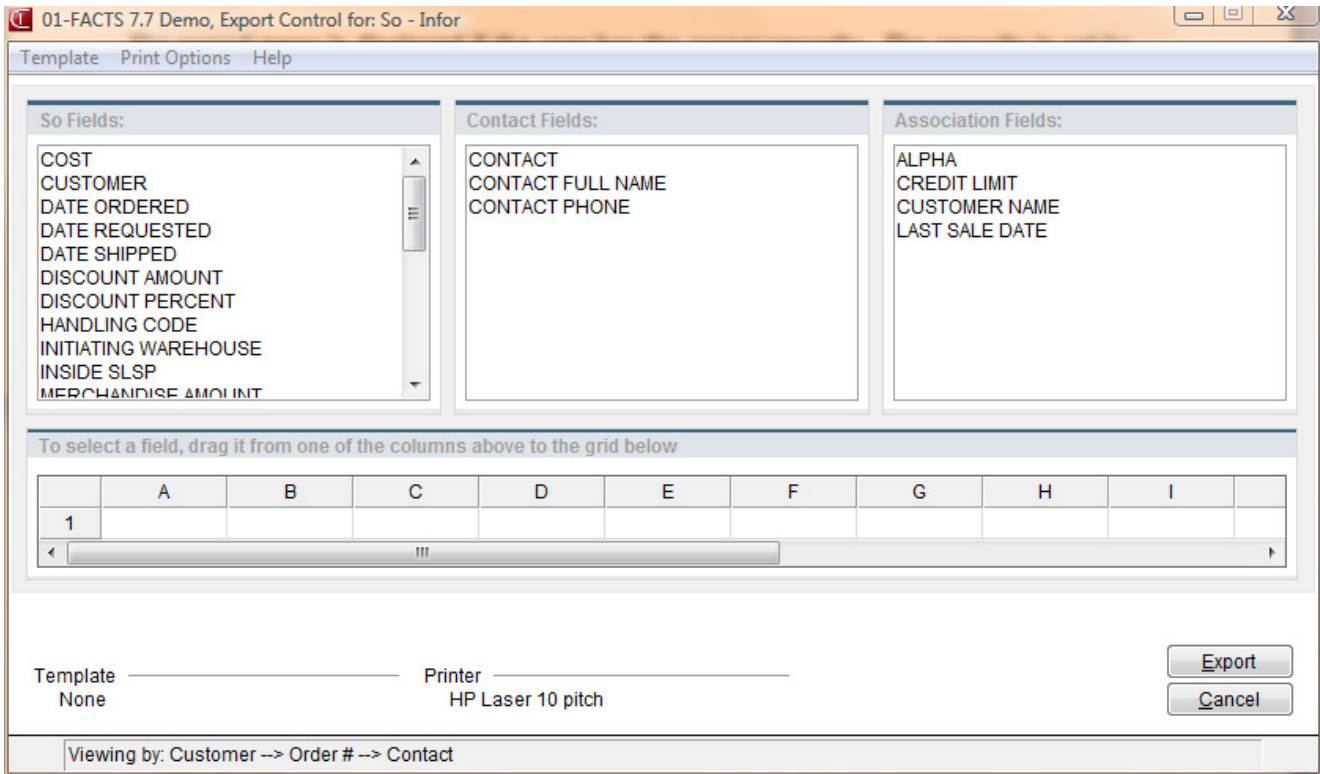 01-FACTS 7.7 Demo, Export Control for: So - Infor
Template Print Options Help
So Fields:
COST
CUSTOMER
DATE ORDERED
DATE REQUESTED
DATE SHIPPED
DISCOUNT AMOUNT
DISCOUNT PERCENT
HANDLING CODE
INITIATING WAREHOUSE
INSIDE SLSP
MERCHANDISE AMOUNT
Contact Fields:
CONTACT
CONTACT FULL NAME
CONTACT PHONE
Association Fields:
ALPHA
CREDIT LIMIT
CUSTOMER NAME
LAST SALE DATE
To select a field, drag it from one of the columns above to the grid below
A B C D E F G H I
1
Template
None
Printer
HP Laser 10 pitch
Export
Cancel
Viewing by: Customer --> Order # --> Contact